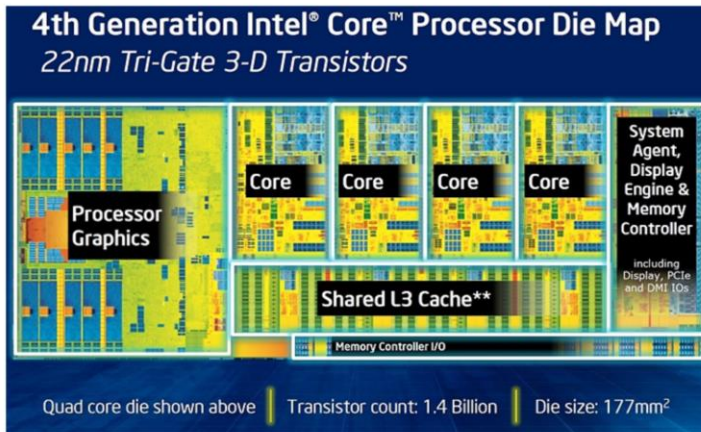 4th Generation Intel® Core™ Processor Die Map
22nm Tri-Gate 3-D Transistors
Processor
Graphics
Core
Core
Core
Core
System
Agent,
Display
Engine &
Memory
Controller
including
Display, PCIe
and DMI IOs
Shared L3 Cache**
Memory Controller I/O
Quad core die shown above
Transistor count: 1.4 Billion
Die size: 177mm²